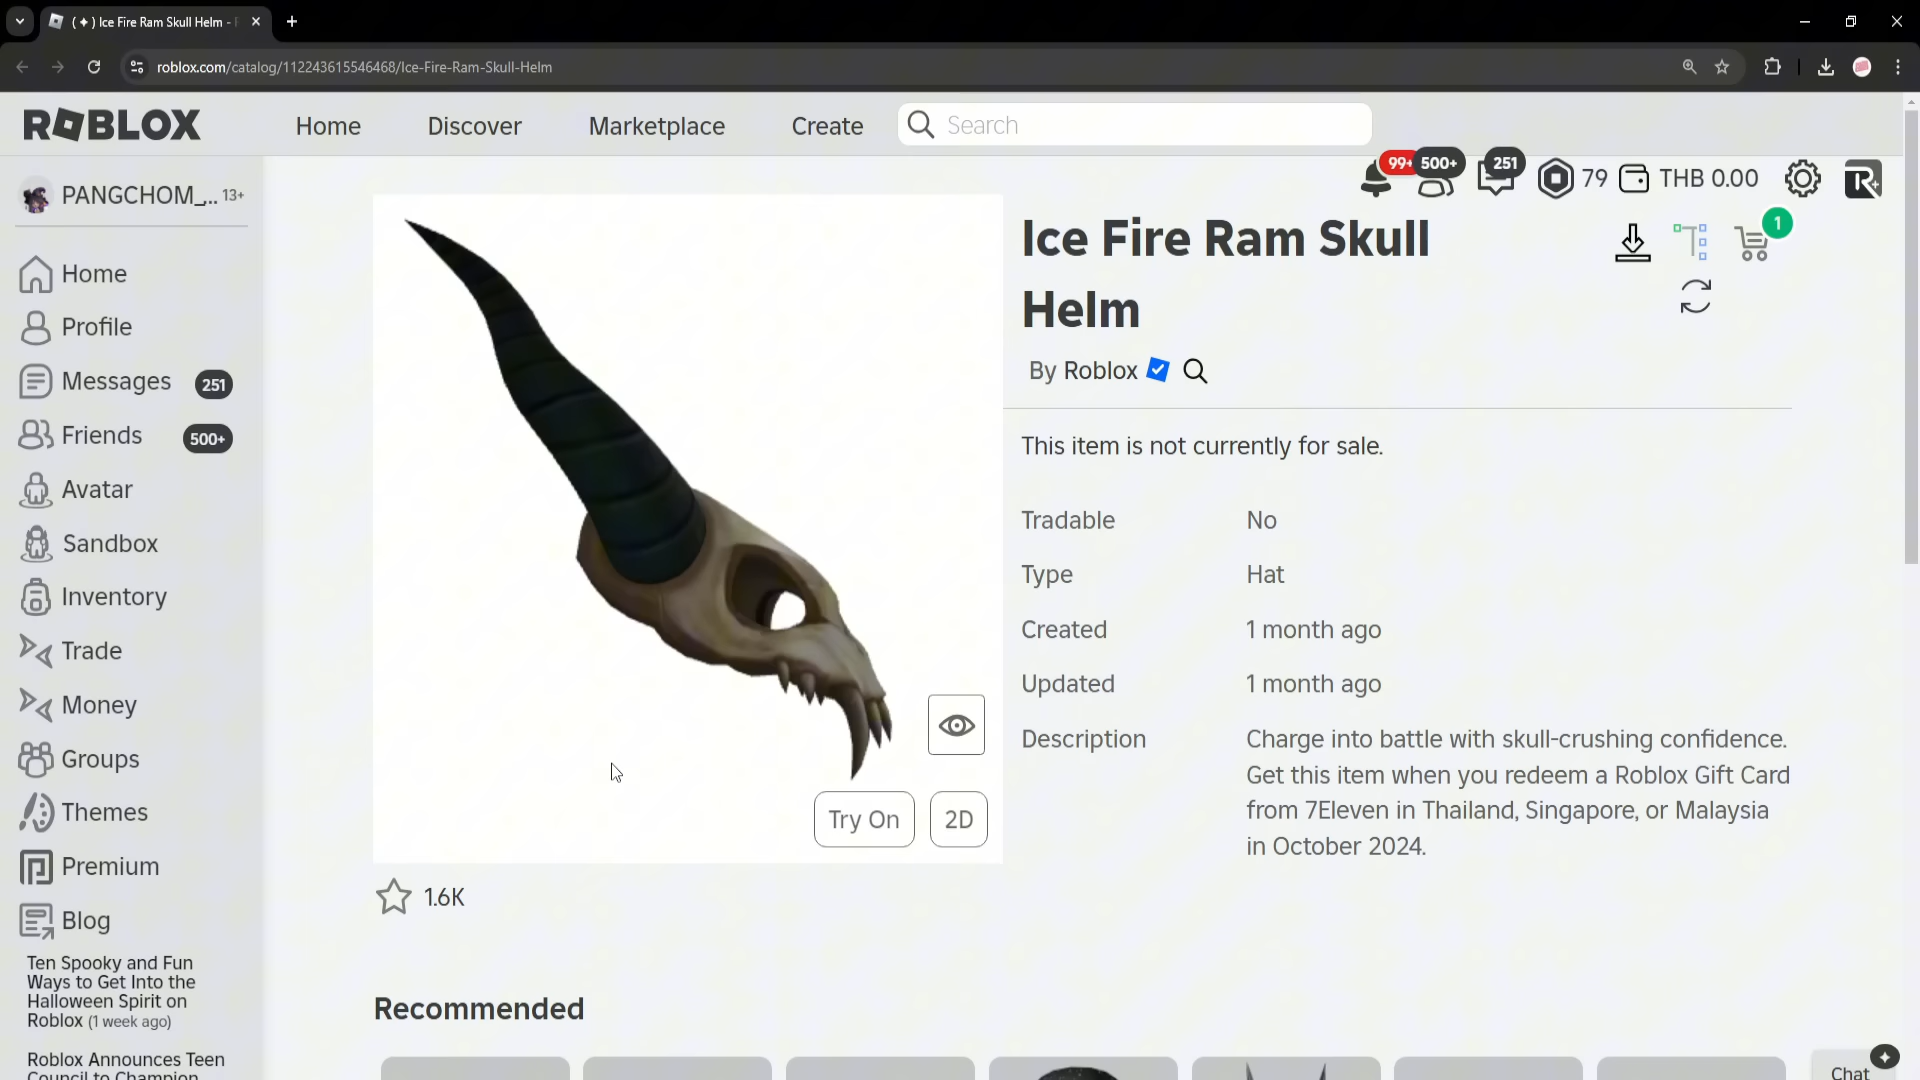 ( ✦ ) Ice Fire Ram Skull Helm -
roblox.com/catalog/112243615546468/Ice-Fire-Ram-Skull-Helm
ROBLOX
Home
Discover
Marketplace
Create
Search
99+
500+
251
79
THB 0.00
PANGCHOM_... 13+
Home
Profile
Messages
251
Friends
500+
Avatar
Sandbox
Inventory
Trade
Money
Groups
Themes
Premium
Blog
Ten Spooky and Fun
Ways to Get Into the
Halloween Spirit on
Roblox (1 week ago)
Roblox Announces Teen
Council to Champion
Try On
2D
1.6K
Ice Fire Ram Skull
Helm
1
By Roblox
This item is not currently for sale.
Tradable
No
Type
Hat
Created
1 month ago
Updated
1 month ago
Description
Charge into battle with skull-crushing confidence.
Get this item when you redeem a Roblox Gift Card
from 7Eleven in Thailand, Singapore, or Malaysia
in October 2024.
Recommended
Chat